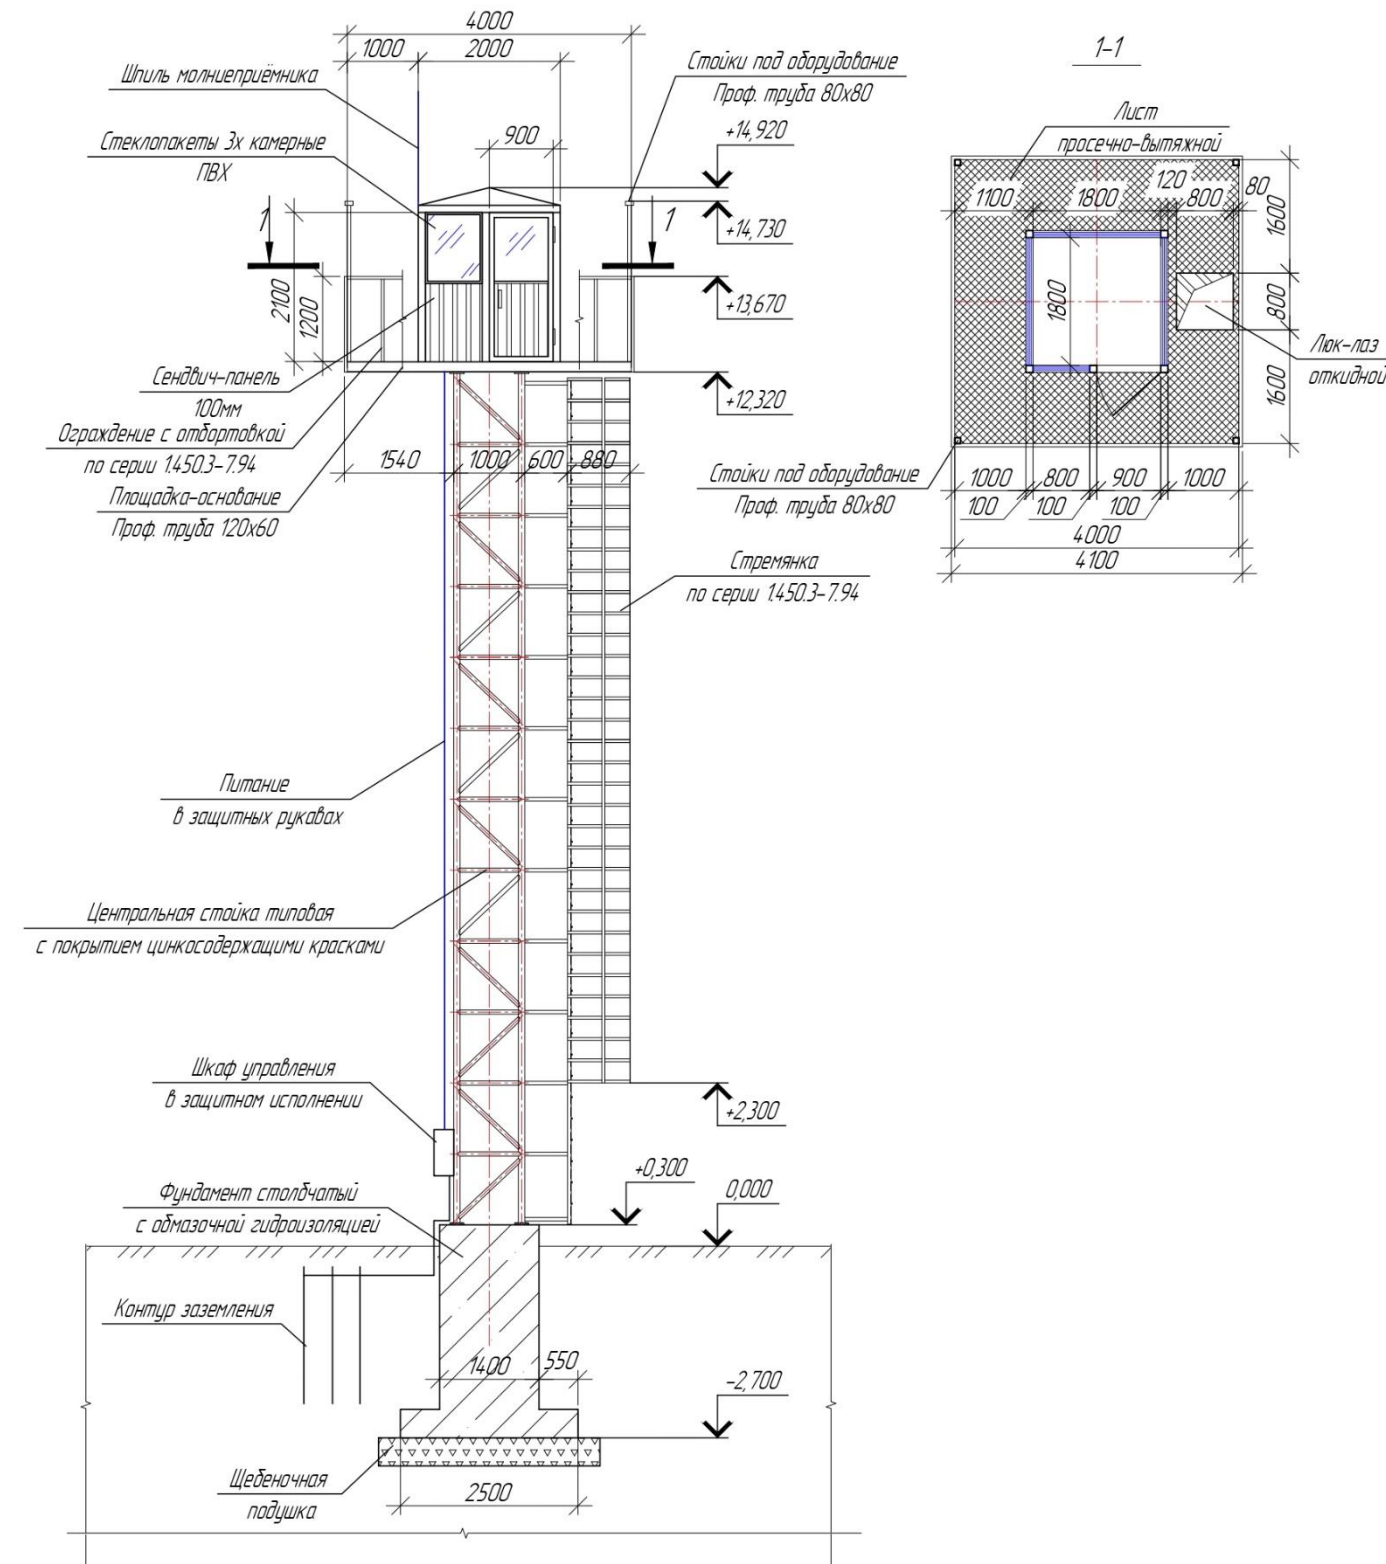 4000
1000
2000
Шпиль молниеприёмника
Стойки под оборудование
Проф. труба 80х80
Стеклопакеты 3х камерные
ПВХ
900
+14,920
1
1
+14,730
2100
1200
+13,670
Сендвич-панель
100мм
+12,320
Ограждение с отбортовкой
по серии 1.450.3-7.94
1540
1000
600
880
Площадка-основание
Проф. труба 120х60
Стремянка
по серии 1.450.3-7.94
Питание
в защитных рукавах
Центральная стойка типовая
с покрытием цинкосодержащими красками
Шкаф управления
в защитном исполнении
+2,300
+0,300
0,000
Фундамент столбчатый
с обмазочной гидроизоляцией
Контур заземления
1400
550
-2,700
Щебеночная
подушка
2500
1-1
Лист
просечно-вытяжной
1100
1800
120
800
80
1600
1800
800
Люк-лаз
откидной
1600
Стойки под оборудование
Проф. труба 80х80
1000
800
900
1000
100
100
100
4000
4100